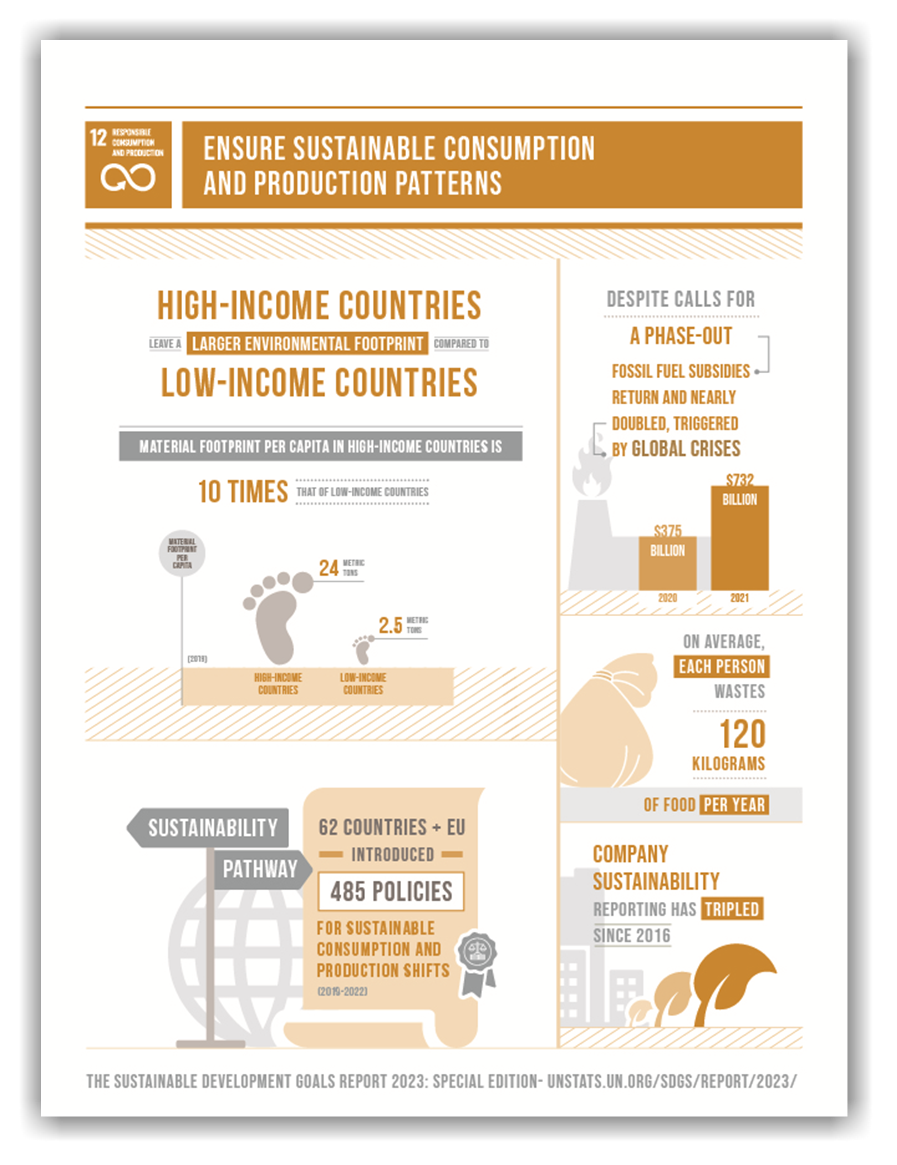 12 RESPONSIBLE
CONSUMPTION
AND PRODUCTION
ENSURE SUSTAINABLE CONSUMPTION
AND PRODUCTION PATTERNS
HIGH-INCOME COUNTRIES
LEAVE A LARGER ENVIRONMENTAL FOOTPRINT COMPARED TO
LOW-INCOME COUNTRIES
MATERIAL FOOTPRINT PER CAPITA IN HIGH-INCOME COUNTRIES IS
10 TIMES THAT OF LOW-INCOME COUNTRIES
MATERIAL
FOOTPRINT
PER
CAPITA
24 METRIC
TONS
2.5 METRIC
TONS
(2019)
HIGH-INCOME
COUNTRIES
LOW-INCOME
COUNTRIES
SUSTAINABILITY
PATHWAY
62 COUNTRIES + EU
INTRODUCED
485 POLICIES
FOR SUSTAINABLE
CONSUMPTION AND
PRODUCTION SHIFTS
(2019-2022)
DESPITE CALLS FOR
A PHASE-OUT
FOSSIL FUEL SUBSIDIES
RETURN AND NEARLY
DOUBLED, TRIGGERED
BY GLOBAL CRISES
$732
BILLION
$375
BILLION
2020
2021
ON AVERAGE,
EACH PERSON
WASTES
120
KILOGRAMS
OF FOOD PER YEAR
COMPANY
SUSTAINABILITY
REPORTING HAS TRIPLED
SINCE 2016
THE SUSTAINABLE DEVELOPMENT GOALS REPORT 2023: SPECIAL EDITION- UNSTATS.UN.ORG/SDGS/REPORT/2023/